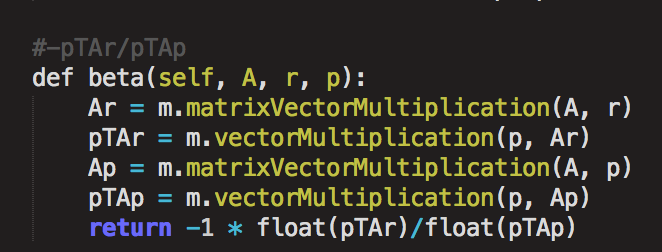 #-pTAr/pTAp
def beta(self, A, r, p):
    Ar = m.matrixVectorMultiplication(A, r)
    pTAr = m.vectorMultiplication(p, Ar)
    Ap = m.matrixVectorMultiplication(A, p)
    pTAp = m.vectorMultiplication(p, Ap)
    return -1 * float(pTAr)/float(pTAp)